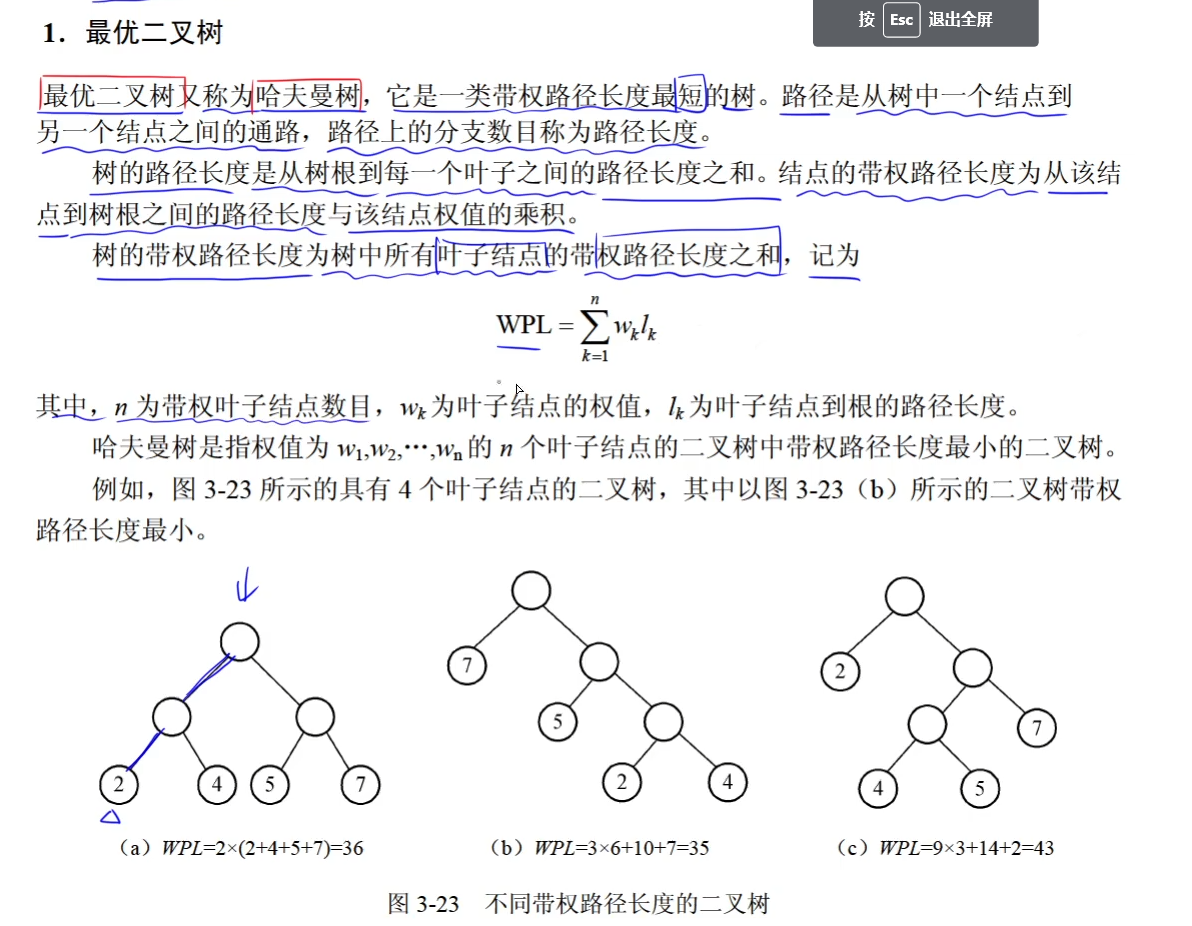 按 Esc 退出全屏
1. 最优二叉树
最优二叉树又称为哈夫曼树，它是一类带权路径长度最短的树。路径是从树中一个结点到
另一个结点之间的通路，路径上的分支数目称为路径长度。
树的路径长度是从树根到每一个叶子之间的路径长度之和。结点的带权路径长度为从该结
点到树根之间的路径长度与该结点权值的乘积。
树的带权路径长度为树中所有叶子结点的带权路径长度之和，记为
WPL = ∑_{k=1}^{n} w_k l_k
其中，n 为带权叶子结点数目，w_k 为叶子结点的权值，l_k 为叶子结点到根的路径长度。
哈夫曼树是指权值为 w₁,w₂,⋯,wₙ 的 n 个叶子结点的二叉树中带权路径长度最小的二叉树。
例如，图 3-23 所示的具有 4 个叶子结点的二叉树，其中以图 3-23（b）所示的二叉树带权
路径长度最小。
2 4 5 7
7
5
2 4
2
7
4 5
（a）WPL=2×(2+4+5+7)=36
（b）WPL=3×6+10+7=35
（c）WPL=9×3+14+2=43
图 3-23 不同带权路径长度的二叉树